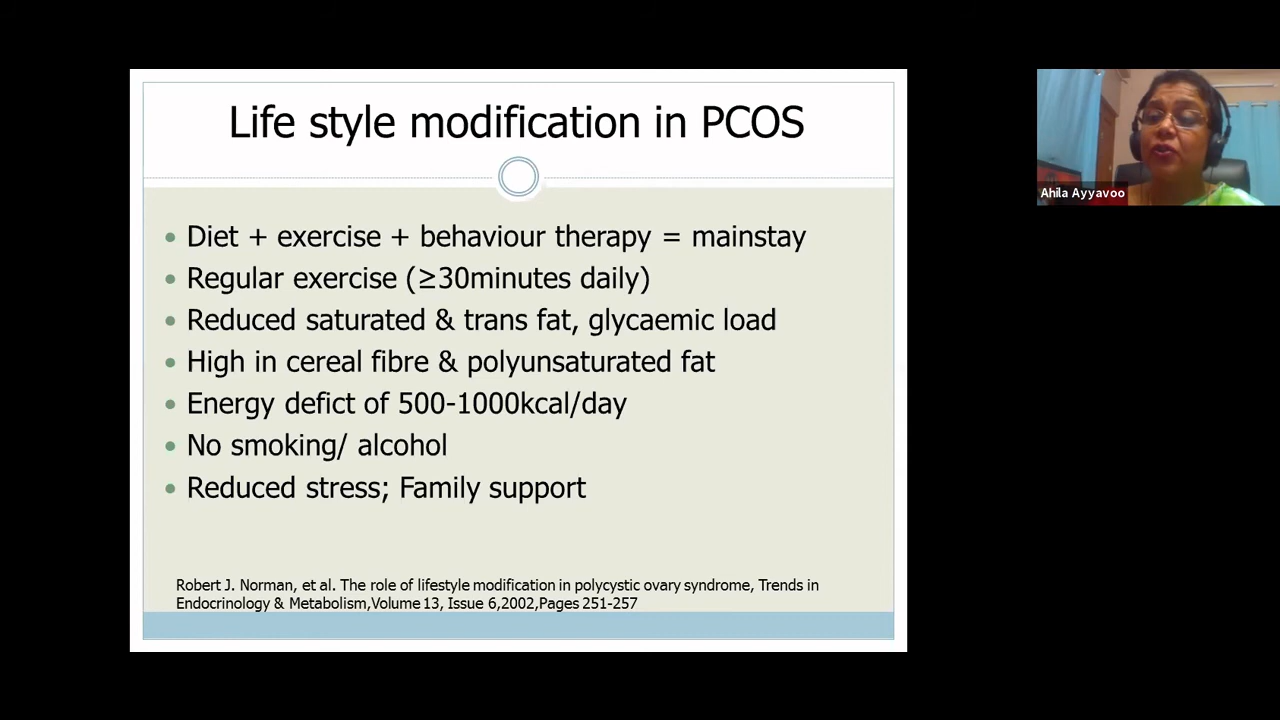 Life style modification in PCOS
Diet + exercise + behaviour therapy = mainstay
Regular exercise (≥30minutes daily)
Reduced saturated & trans fat, glycaemic load
High in cereal fibre & polyunsaturated fat
Energy defict of 500-1000kcal/day
No smoking/ alcohol
Reduced stress; Family support
Robert J. Norman, et al. The role of lifestyle modification in polycystic ovary syndrome, Trends in
Endocrinology & Metabolism,Volume 13, Issue 6,2002,Pages 251-257
Ahila Ayyavoo